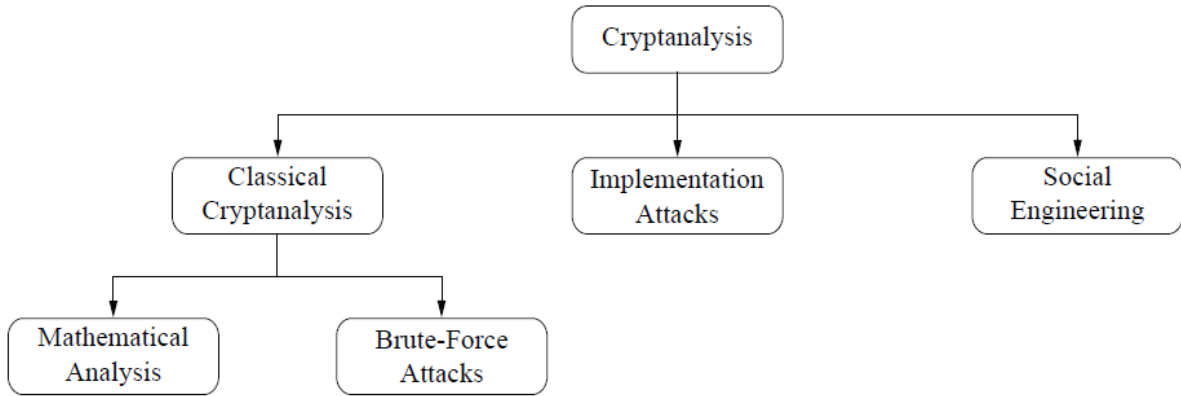 Cryptanalysis
Classical
Cryptanalysis
Implementation
Attacks
Social
Engineering
Mathematical
Analysis
Brute-Force
Attacks